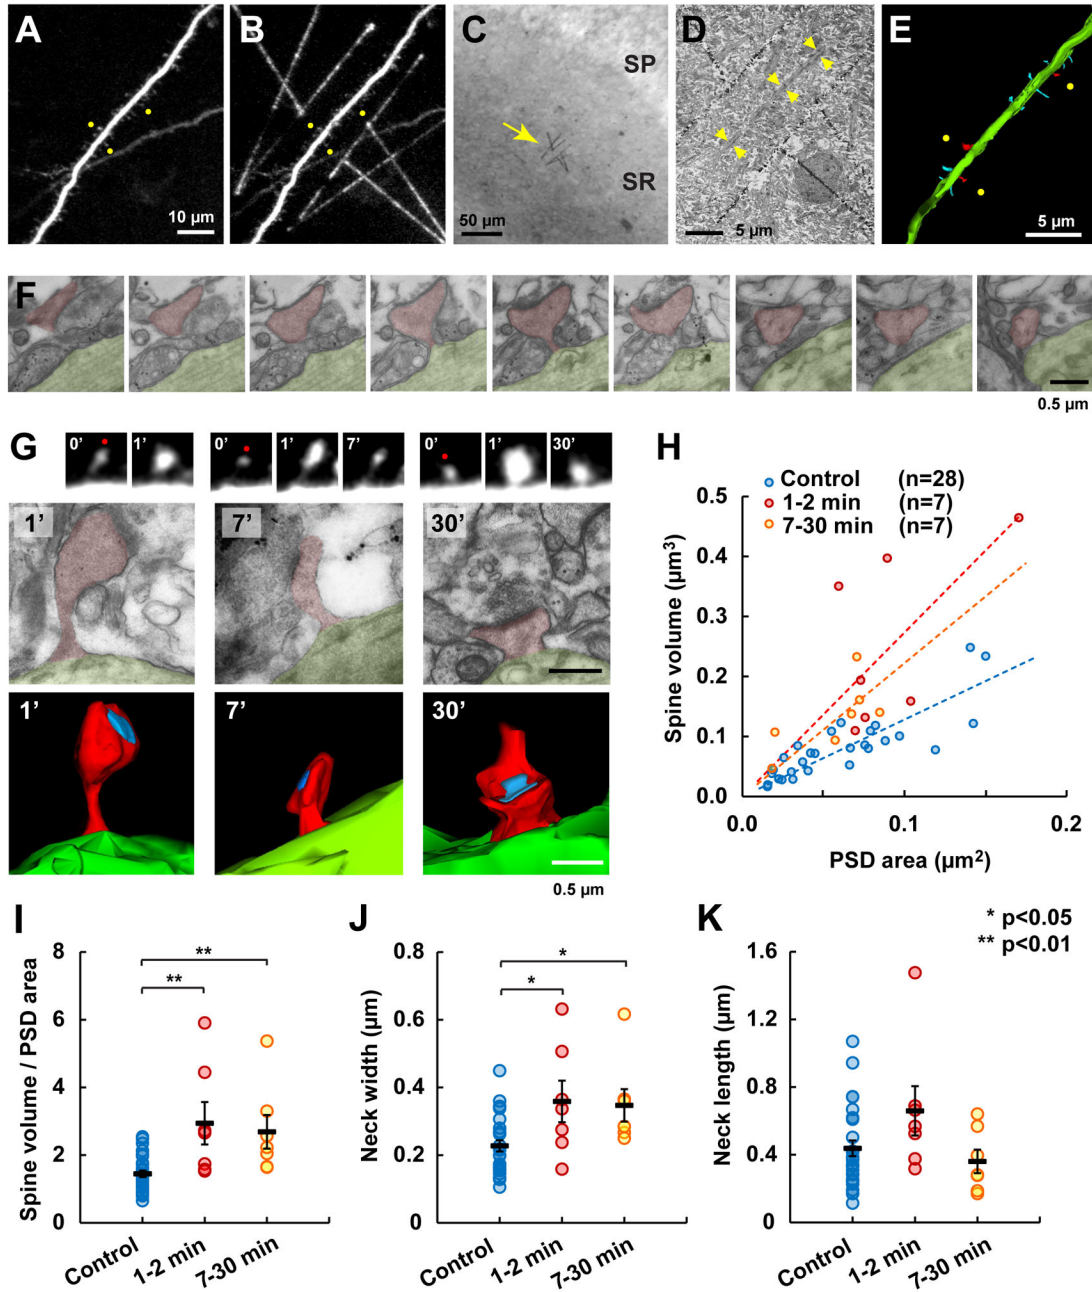 A
B
C
D
E
SP
SR
10 µm
50 µm
5 µm
5 µm
F
0.5 µm
G
0'
1'
0'
1'
7'
0'
1'
30'
1'
7'
30'
1'
7'
30'
0.5 µm
H
Control (n=28)
1-2 min (n=7)
7-30 min (n=7)
Spine volume (µm³)
0.5
0.4
0.3
0.2
0.1
0.0
0.0
0.1
0.2
PSD area (µm²)
I
Spine volume / PSD area
8
6
4
2
0
**
**
Control
1-2 min
7-30 min
J
Neck width (µm)
0.8
0.6
0.4
0.2
0
*
*
Control
1-2 min
7-30 min
K
* p<0.05
** p<0.01
Neck length (µm)
1.6
1.2
0.8
0.4
0
Control
1-2 min
7-30 min